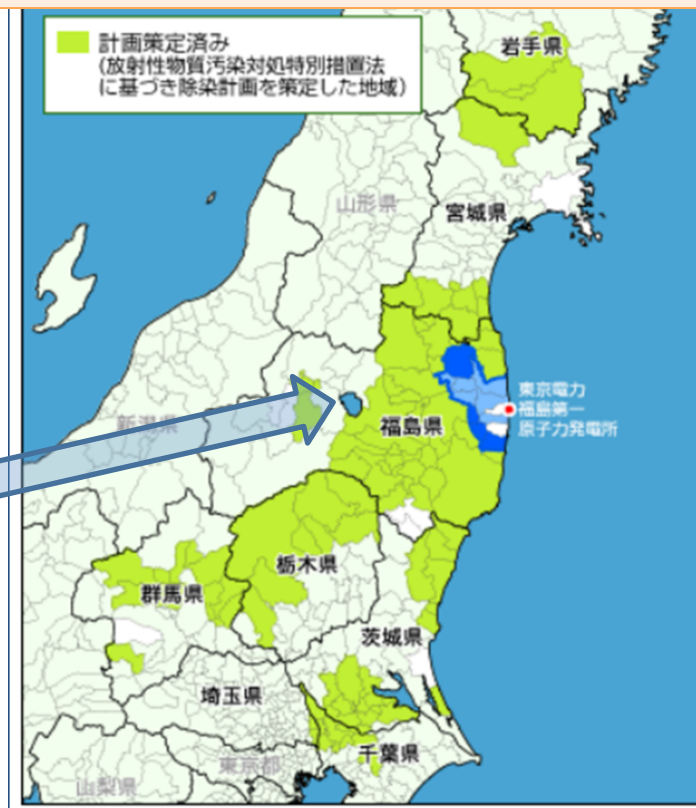 計画策定済み
(放射性物質汚染対処特別措置法
に基づき除染計画を策定した地域)
岩手県
山形県
宮城県
新潟県
福島県
東京電力
福島第一
原子力発電所
栃木県
群馬県
茨城県
埼玉県
千葉県
東京都
山梨県